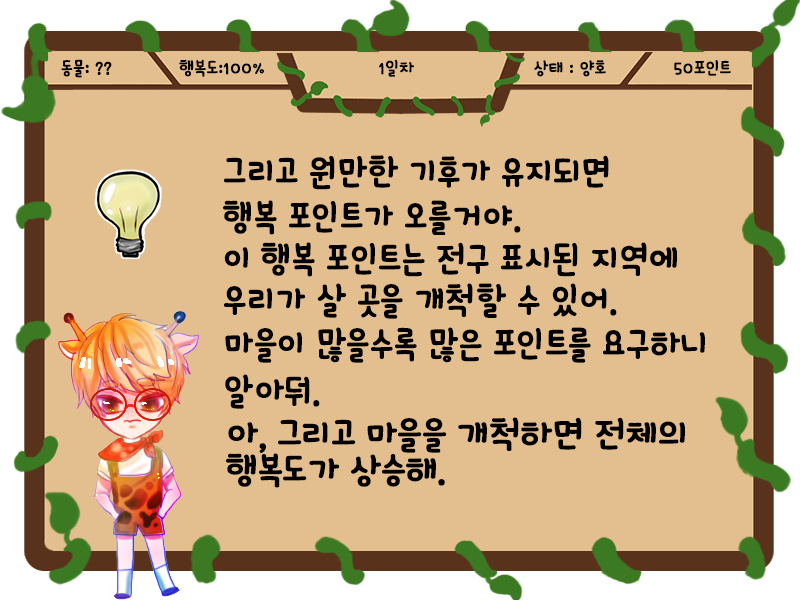 동물: ?? 행복도:100% 1일차 상태 : 양호 50포인트
그리고 원만한 기후가 유지되면
행복 포인트가 오를거야.
이 행복 포인트는 전구 표시된 지역에
우리가 살 곳을 개척할 수 있어.
마을이 많을수록 많은 포인트를 요구하니
알아둬.
아, 그리고 마을을 개척하면 전체의
행복도가 상승해.